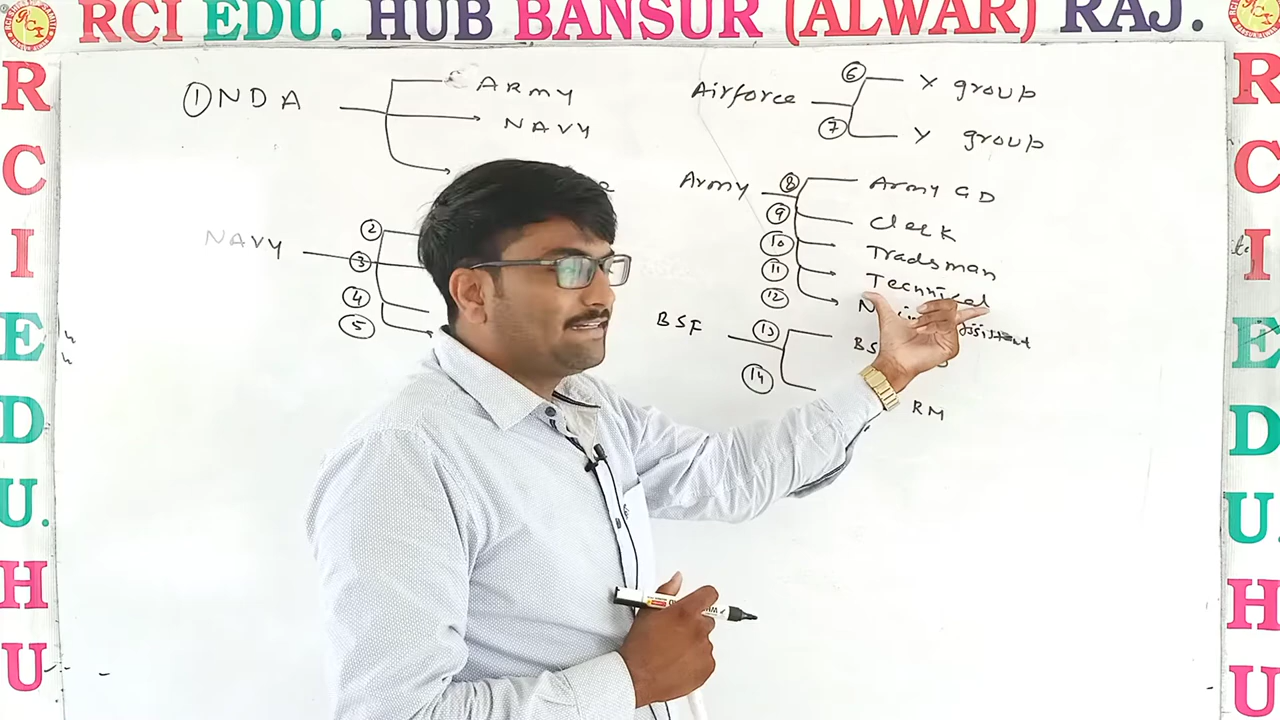 RCI EDU. HUB BANSUR (ALWAR) RAJ.
R
C
I
E
D
U.
H
U
① NDA
ARMY
NAVY
NAVY
②
③
④
⑤
Airforce
⑥ X group
⑦ Y group
Army
⑧ Army GD
⑨ Clerk
⑩ Tradsman
⑪ Technical
⑫
BSF
⑬
⑭ RM
R
C
I
E
D
U.
H
U